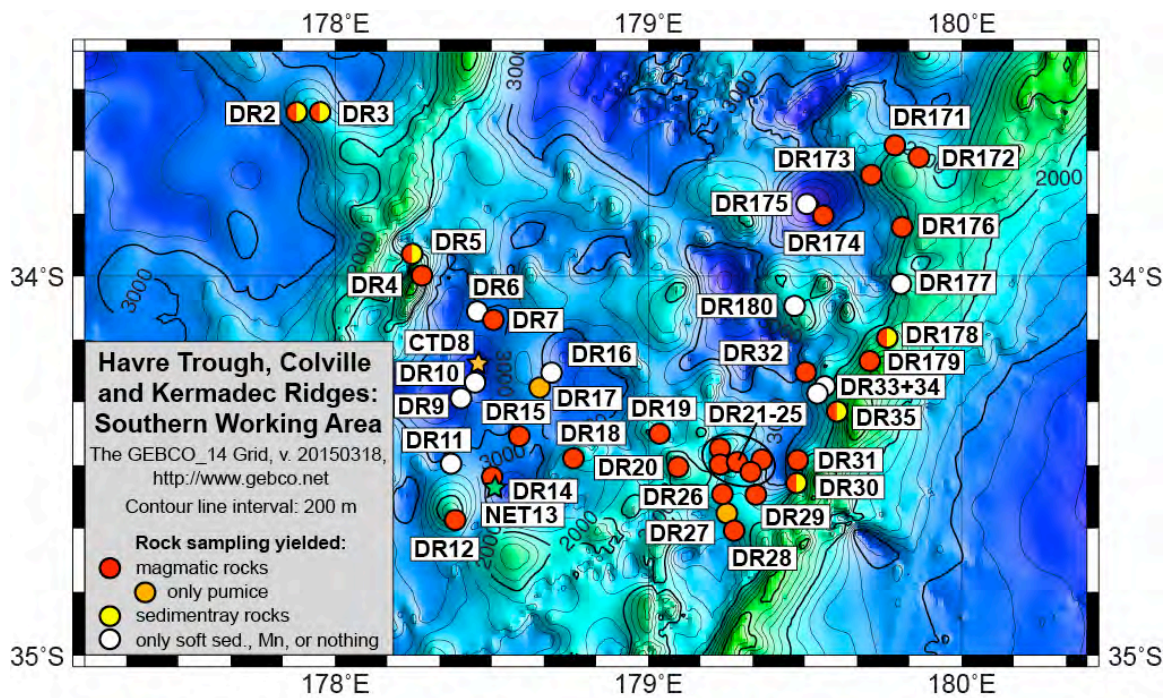 178°E
179°E
180°E
3000
3000
DR2
DR3
DR171
DR173
DR172
2000
DR175
DR174
DR176
DR5
34°S
34°S
3000
DR4
DR6
DR177
DR7
DR180
CTD8
DR16
DR178
DR32
DR179
DR10
DR17
DR33+34
DR9
DR15
DR19
DR21-25
DR35
DR11
DR18
3000
DR20
DR31
DR14
DR26
DR30
NET13
DR29
DR12
2000
DR27
DR28
Havre Trough, Colville
and Kermadec Ridges:
Southern Working Area
The GEBCO_14 Grid, v. 20150318,
http://www.gebco.net
Contour line interval: 200 m
Rock sampling yielded:
magmatic rocks
only pumice
sedimentray rocks
only soft sed., Mn, or nothing
35°S
35°S
178°E
179°E
180°E